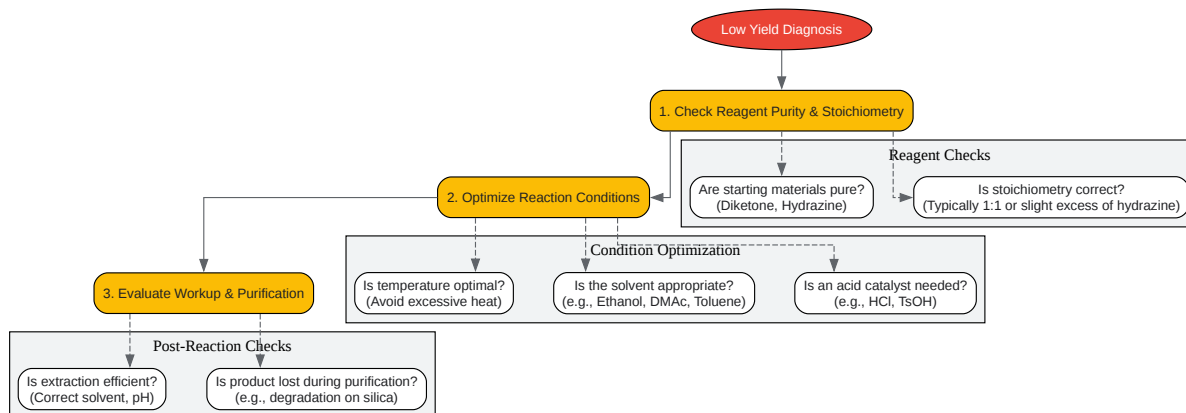 Low Yield Diagnosis
1. Check Reagent Purity & Stoichiometry
Reagent Checks
Are starting materials pure?
(Diketone, Hydrazine)
Is stoichiometry correct?
(Typically 1:1 or slight excess of hydrazine)
2. Optimize Reaction Conditions
Condition Optimization
Is temperature optimal?
(Avoid excessive heat)
Is the solvent appropriate?
(e.g., Ethanol, DMAc, Toluene)
Is an acid catalyst needed?
(e.g., HCl, TsOH)
3. Evaluate Workup & Purification
Post-Reaction Checks
Is extraction efficient?
(Correct solvent, pH)
Is product lost during purification?
(e.g., degradation on silica)